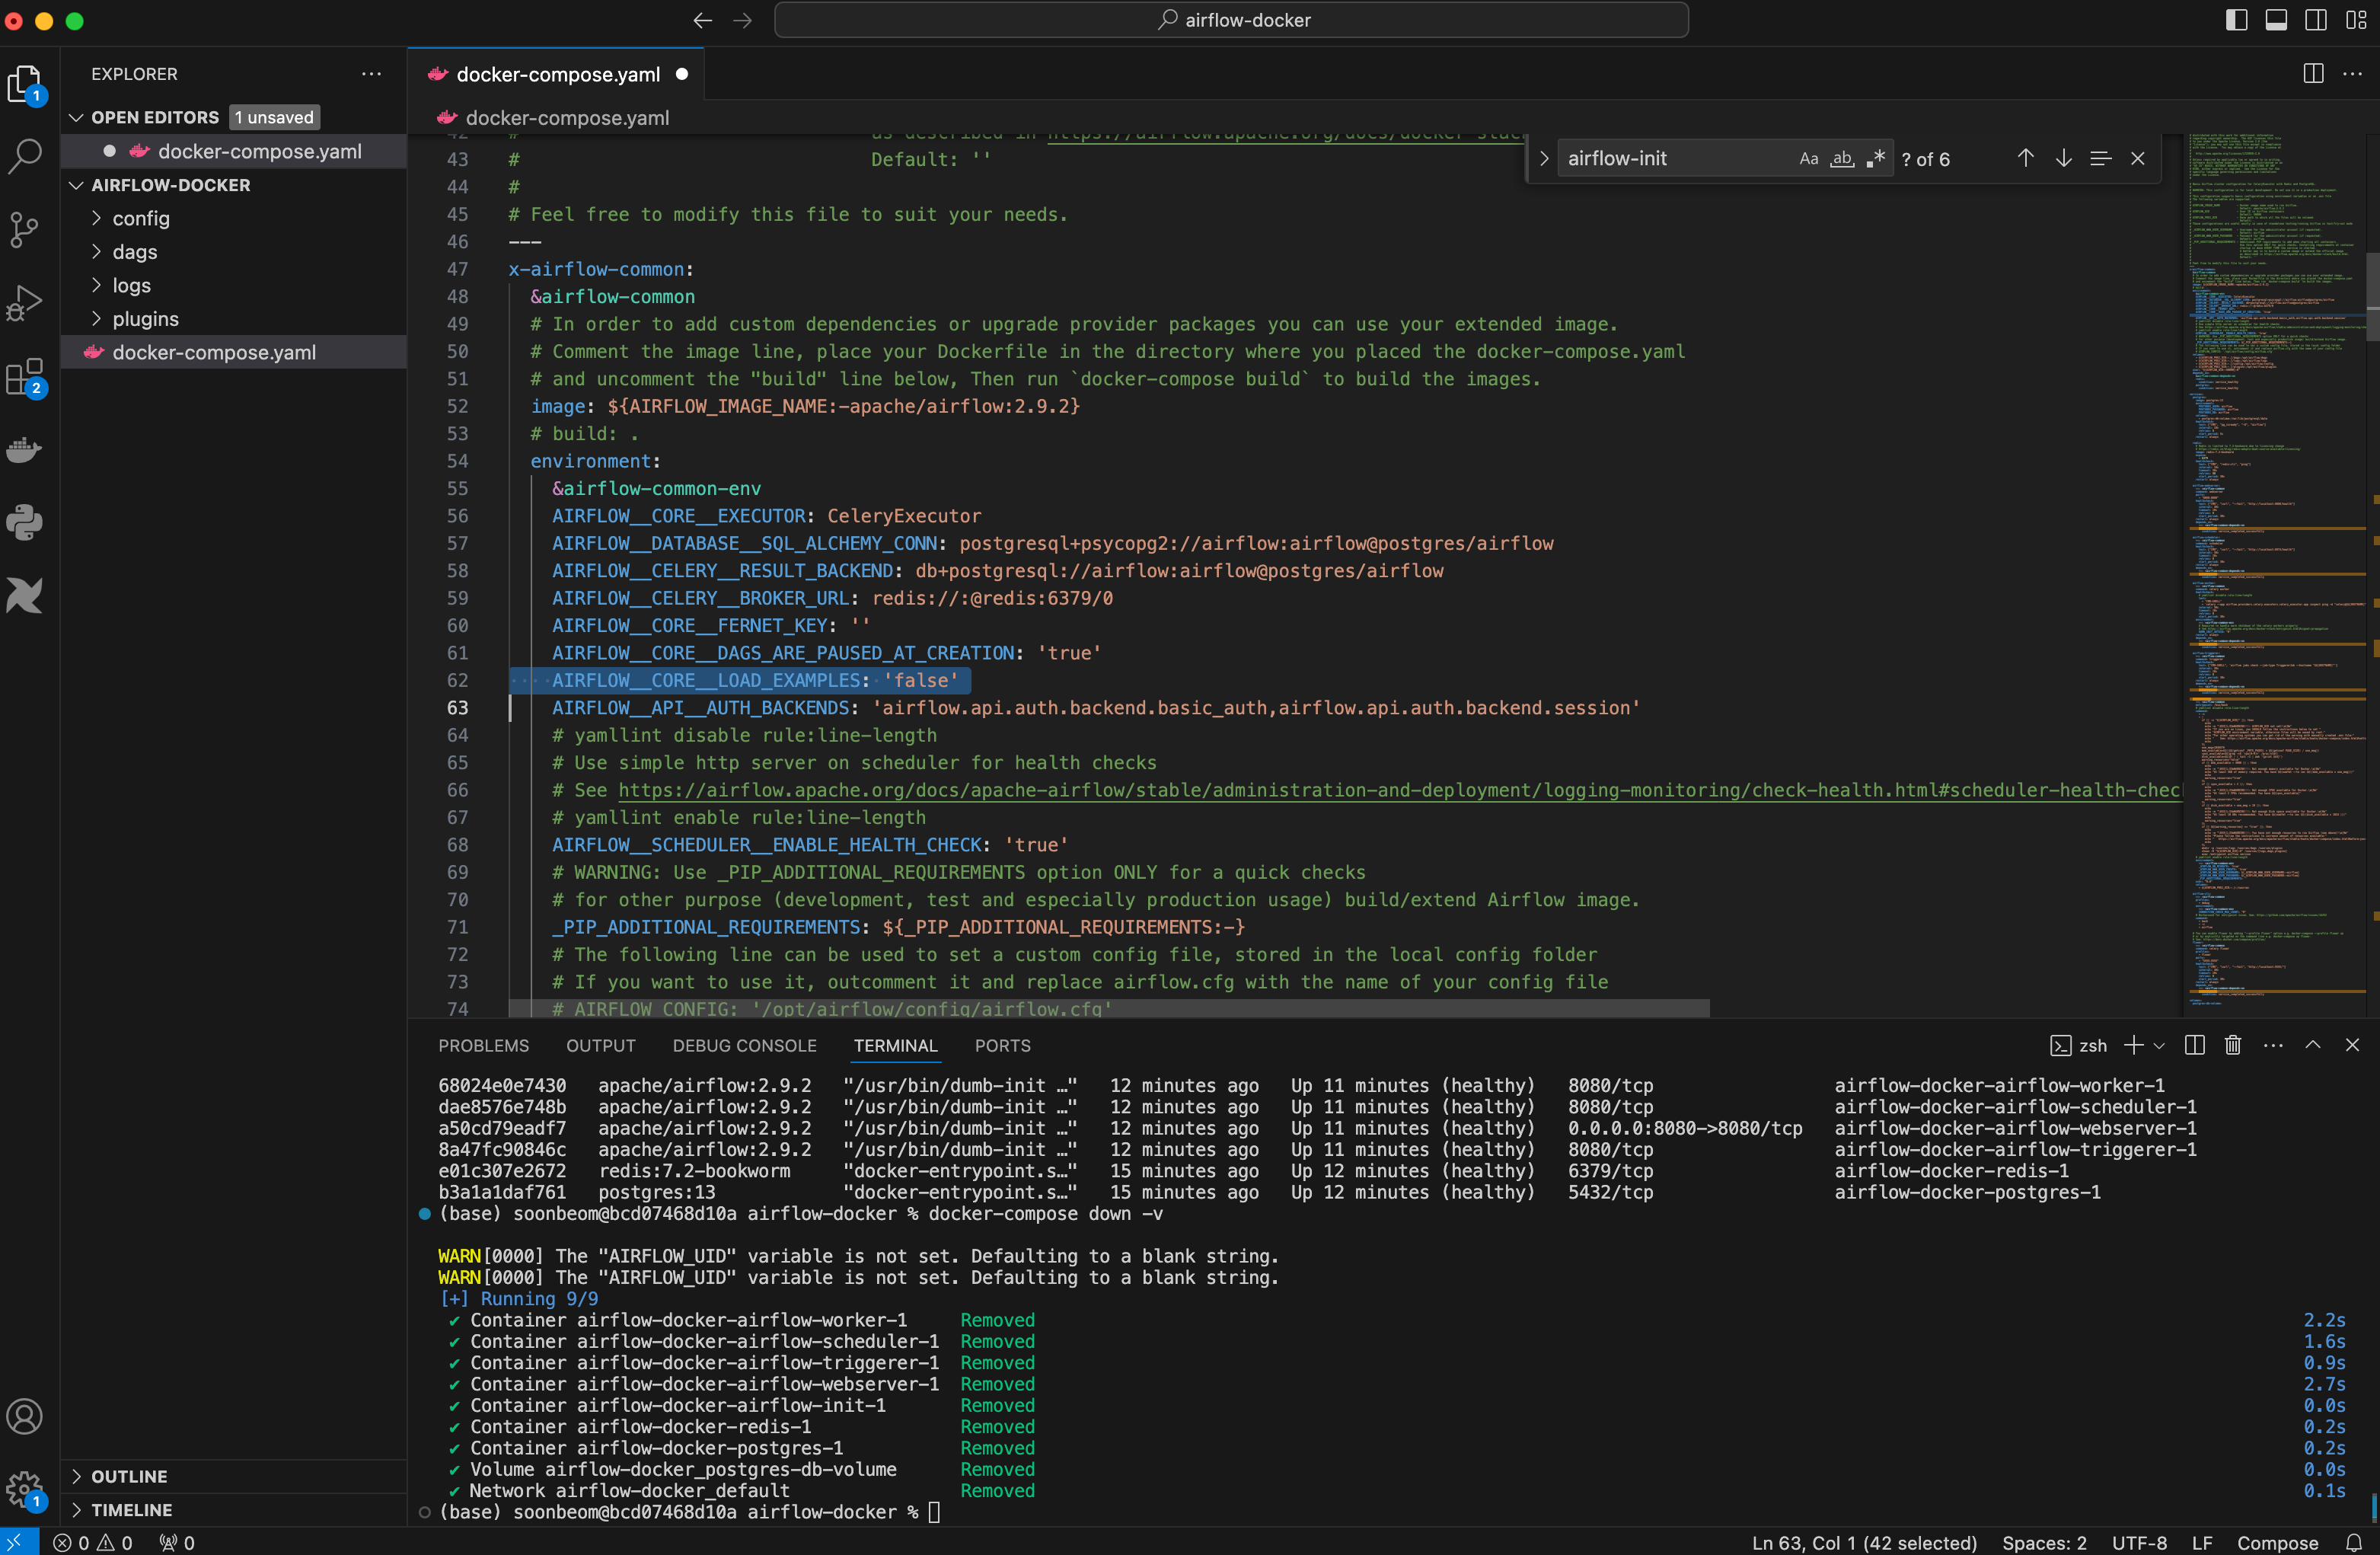 airflow-docker
EXPLORER
OPEN EDITORS 1 unsaved
docker-compose.yaml
AIRFLOW-DOCKER
config
dags
logs
plugins
docker-compose.yaml
OUTLINE
TIMELINE
1
2
1
docker-compose.yaml
docker-compose.yaml
airflow-init Aa ab ? of 6
42 # as described in https://airflow.apache.org/docs/docker-stac
43 # Default: ''
44 #
45 # Feel free to modify this file to suit your needs.
46 ---
47 x-airflow-common:
48 &airflow-common
49 # In order to add custom dependencies or upgrade provider packages you can use your extended image.
50 # Comment the image line, place your Dockerfile in the directory where you placed the docker-compose.yaml
51 # and uncomment the "build" line below, Then run `docker-compose build` to build the images.
52 image: ${AIRFLOW_IMAGE_NAME:-apache/airflow:2.9.2}
53 # build: .
54 environment:
55 &airflow-common-env
56 AIRFLOW__CORE__EXECUTOR: CeleryExecutor
57 AIRFLOW__DATABASE__SQL_ALCHEMY_CONN: postgresql+psycopg2://airflow:airflow@postgres/airflow
58 AIRFLOW__CELERY__RESULT_BACKEND: db+postgresql://airflow:airflow@postgres/airflow
59 AIRFLOW__CELERY__BROKER_URL: redis://:@redis:6379/0
60 AIRFLOW__CORE__FERNET_KEY: ''
61 AIRFLOW__CORE__DAGS_ARE_PAUSED_AT_CREATION: 'true'
62 AIRFLOW__CORE__LOAD_EXAMPLES: 'false'
63 AIRFLOW__API__AUTH_BACKENDS: 'airflow.api.auth.backend.basic_auth,airflow.api.auth.backend.session'
64 # yamllint disable rule:line-length
65 # Use simple http server on scheduler for health checks
66 # See https://airflow.apache.org/docs/apache-airflow/stable/administration-and-deployment/logging-monitoring/check-health.html#scheduler-health-chec
67 # yamllint enable rule:line-length
68 AIRFLOW__SCHEDULER__ENABLE_HEALTH_CHECK: 'true'
69 # WARNING: Use _PIP_ADDITIONAL_REQUIREMENTS option ONLY for a quick checks
70 # for other purpose (development, test and especially production usage) build/extend Airflow image.
71 _PIP_ADDITIONAL_REQUIREMENTS: ${_PIP_ADDITIONAL_REQUIREMENTS:-}
72 # The following line can be used to set a custom config file, stored in the local config folder
73 # If you want to use it, outcomment it and replace airflow.cfg with the name of your config file
74 # AIRFLOW_CONFIG: '/opt/airflow/config/airflow.cfg'
PROBLEMS OUTPUT DEBUG CONSOLE TERMINAL PORTS zsh
68024e0e7430 apache/airflow:2.9.2 "/usr/bin/dumb-init …" 12 minutes ago Up 11 minutes (healthy) 8080/tcp airflow-docker-airflow-worker-1
dae8576e748b apache/airflow:2.9.2 "/usr/bin/dumb-init …" 12 minutes ago Up 11 minutes (healthy) 8080/tcp airflow-docker-airflow-scheduler-1
a50cd79eadf7 apache/airflow:2.9.2 "/usr/bin/dumb-init …" 12 minutes ago Up 11 minutes (healthy) 0.0.0.0:8080->8080/tcp airflow-docker-airflow-webserver-1
8a47fc90846c apache/airflow:2.9.2 "/usr/bin/dumb-init …" 12 minutes ago Up 11 minutes (healthy) 8080/tcp airflow-docker-airflow-triggerer-1
e01c307e2672 redis:7.2-bookworm "docker-entrypoint.s…" 15 minutes ago Up 12 minutes (healthy) 6379/tcp airflow-docker-redis-1
b3a1a1daf761 postgres:13 "docker-entrypoint.s…" 15 minutes ago Up 12 minutes (healthy) 5432/tcp airflow-docker-postgres-1
(base) soonbeom@bcd07468d10a airflow-docker % docker-compose down -v
WARN[0000] The "AIRFLOW_UID" variable is not set. Defaulting to a blank string.
WARN[0000] The "AIRFLOW_UID" variable is not set. Defaulting to a blank string.
[+] Running 9/9
✔ Container airflow-docker-airflow-worker-1 Removed 2.2s
✔ Container airflow-docker-airflow-scheduler-1 Removed 1.6s
✔ Container airflow-docker-airflow-triggerer-1 Removed 0.9s
✔ Container airflow-docker-airflow-webserver-1 Removed 2.7s
✔ Container airflow-docker-airflow-init-1 Removed 0.0s
✔ Container airflow-docker-redis-1 Removed 0.2s
✔ Container airflow-docker-postgres-1 Removed 0.2s
✔ Volume airflow-docker_postgres-db-volume Removed 0.0s
✔ Network airflow-docker_default Removed 0.1s
(base) soonbeom@bcd07468d10a airflow-docker %
0 0 0 Ln 63, Col 1 (42 selected) Spaces: 2 UTF-8 LF Compose